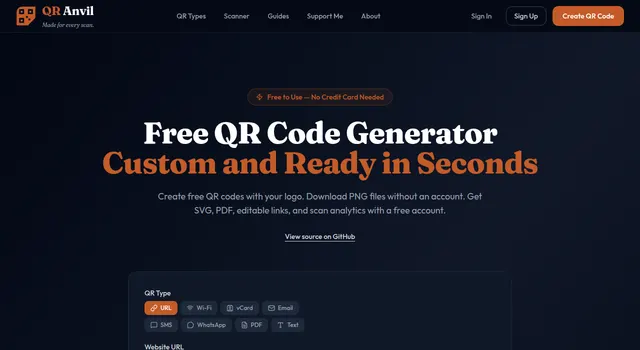 QR Anvil
Made for every scan.
QR Types
Scanner
Guides
Support Me
About
Sign In
Sign Up
Create QR Code
Free to Use — No Credit Card Needed
Free QR Code Generator
Custom and Ready in Seconds
Create free QR codes with your logo. Download PNG files without an account. Get
SVG, PDF, editable links, and scan analytics with a free account.
View source on GitHub
QR Type
URL
Wi-Fi
vCard
Email
SMS
WhatsApp
PDF
Text
Website URL